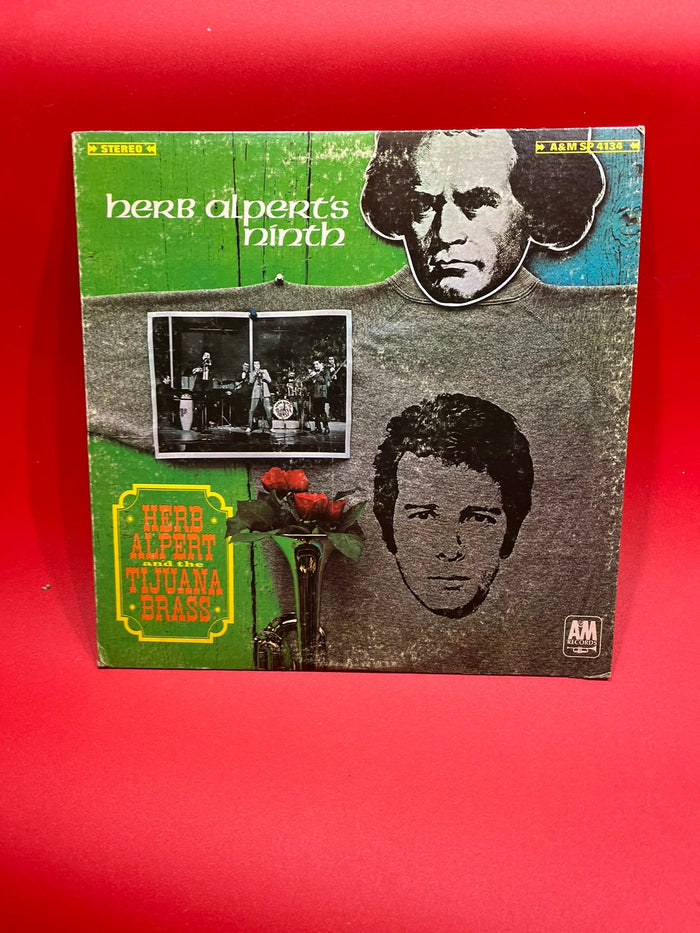 STEREO
A&M SP 4134
herb alpert's
ninth
HERB
ALPERT
and the
TIJUANA
BRASS
A&M
RECORDS